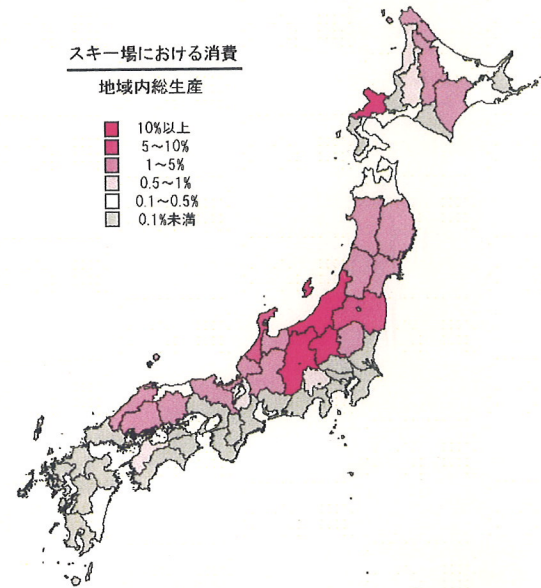 スキー場における消費
地域内総生産
10%以上
5～10%
1～5%
0.5～1%
0.1～0.5%
0.1%未満